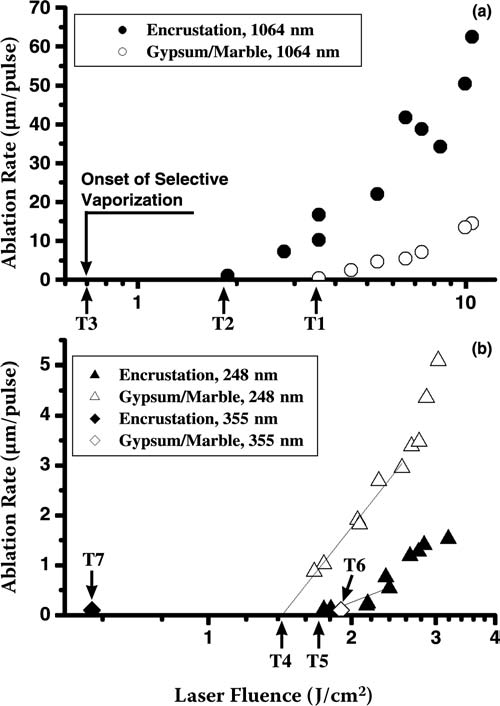 (a)
Encrustation, 1064 nm
Gypsum/Marble, 1064 nm
Ablation Rate (μm/pulse)
70
60
50
40
30
20
10
0
Onset of Selective
Vaporization
1
10
T3
T2
T1
(b)
Encrustation, 248 nm
Gypsum/Marble, 248 nm
Encrustation, 355 nm
Gypsum/Marble, 355 nm
Ablation Rate (μm/pulse)
5
4
3
2
1
0
T7
T6
1
2
3
4
T4
T5
Laser Fluence (J/cm²)